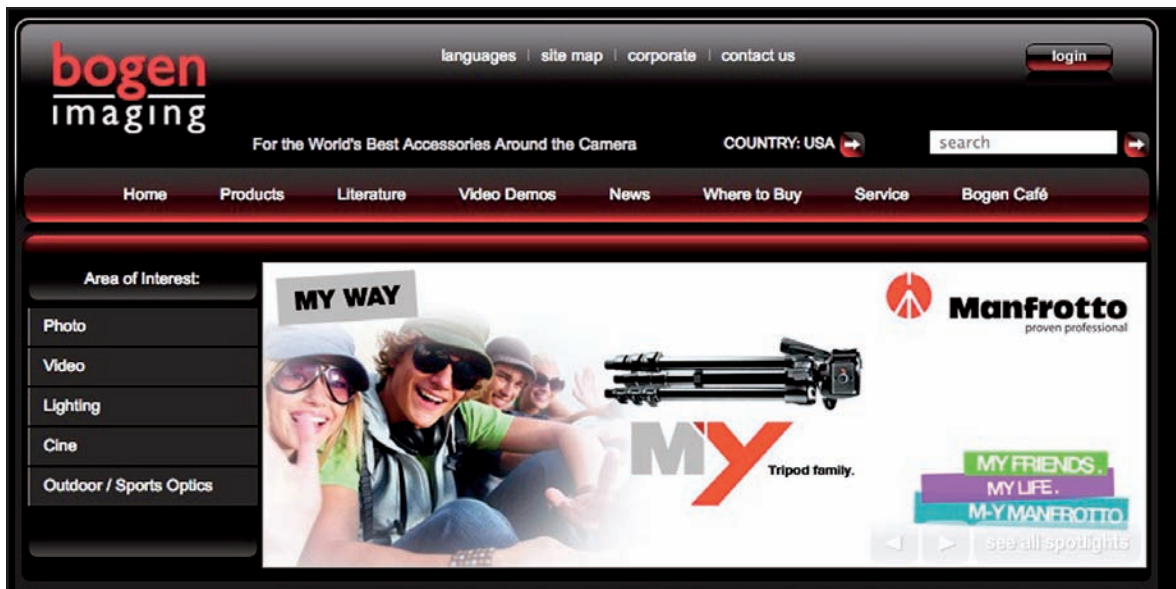 bogen
imaging
languages | site map | corporate | contact us
login
For the World's Best Accessories Around the Camera
COUNTRY: USA
search
Home Products Literature Video Demos News Where to Buy Service Bogen Café
Area of Interest:
Photo
Video
Lighting
Cine
Outdoor / Sports Optics
MY WAY
Manfrotto
proven professional
MY
Tripod family.
MY FRIENDS.
MY LIFE.
M-Y MANFROTTO
see all spotlights